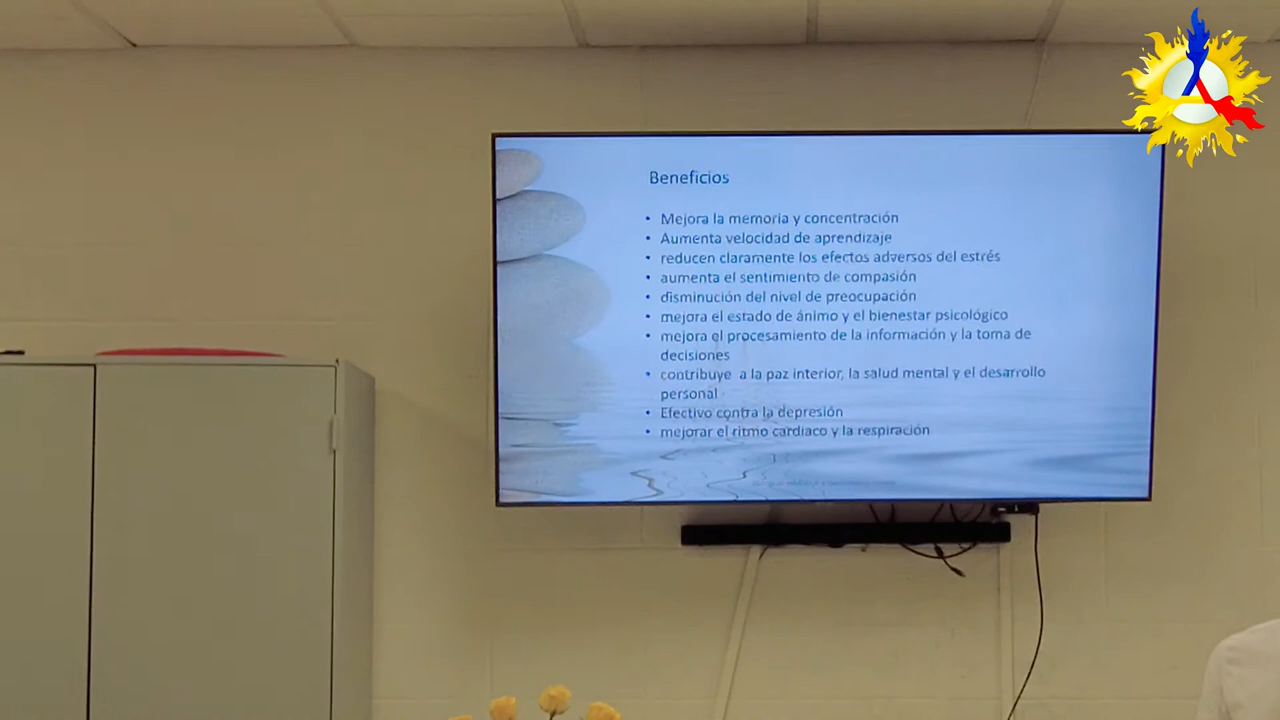 Beneficios
• Mejora la memoria y concentración
• Aumenta velocidad de aprendizaje
• reducen claramente los efectos adversos del estrés
• aumenta el sentimiento de compasión
• disminución del nivel de preocupación
• mejora el estado de ánimo y el bienestar psicológico
• mejora el procesamiento de la información y la toma de
decisiones
• contribuye a la paz interior, la salud mental y el desarrollo
personal
• Efectivo contra la depresión
• mejorar el ritmo cardiaco y la respiración